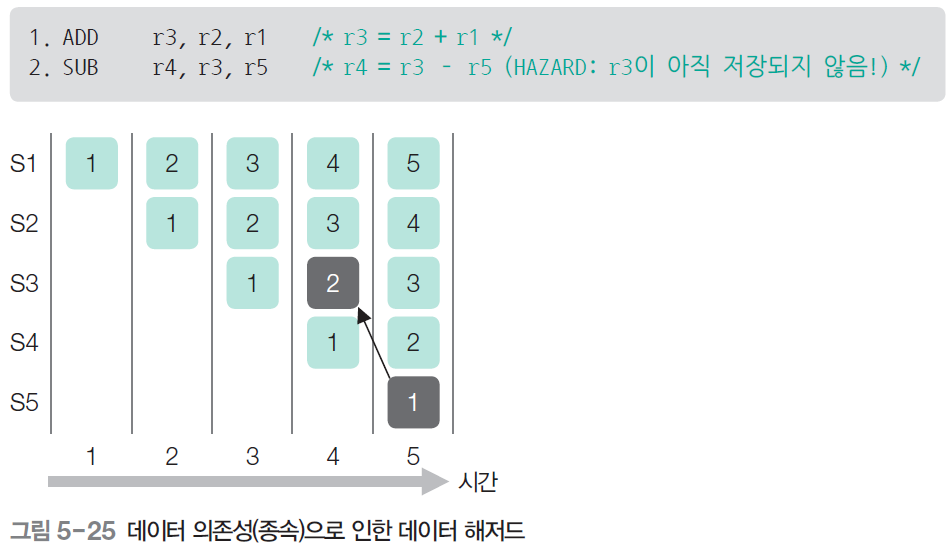 1. ADD r3, r2, r1 /* r3 = r2 + r1 */
2. SUB r4, r3, r5 /* r4 = r3 - r5 (HAZARD: r3이 아직 저장되지 않음!) */
S1 1 2 3 4 5
S2 1 2 3 4
S3 1 2 3
S4 1 2
S5 1
1 2 3 4 5
시간
그림 5-25 데이터 의존성(종속)으로 인한 데이터 해저드